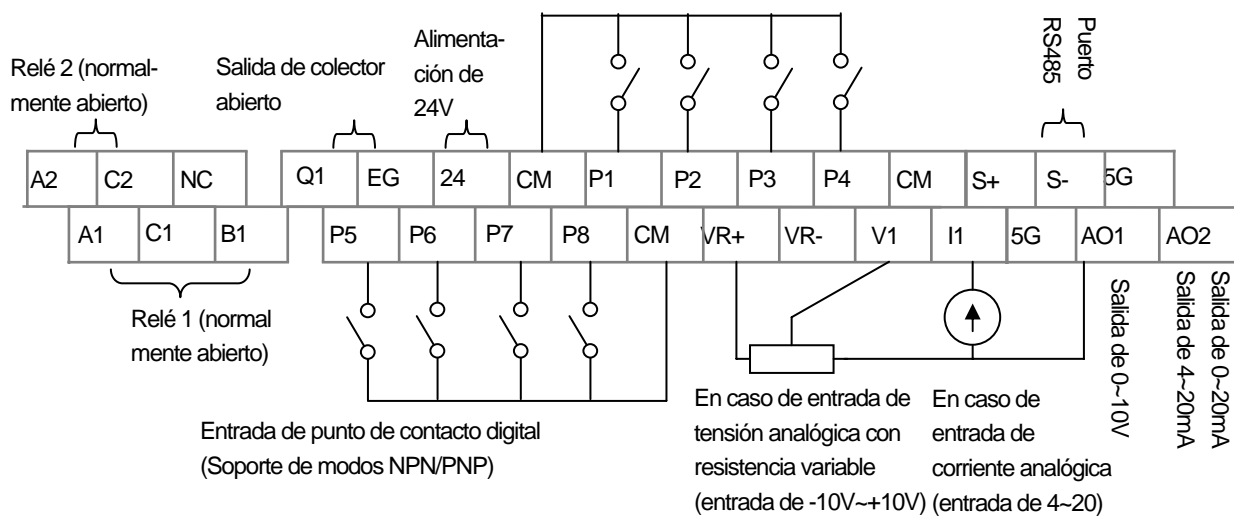 Relé 2 (normal-
mente abierto)
Salida de colector
abierto
Alimenta-
ción de
24V
Puerto
RS485
A2 C2 NC Q1 EG 24 CM P1 P2 P3 P4 CM S+ S- 5G
A1 C1 B1 P5 P6 P7 P8 CM VR+ VR- V1 I1 5G AO1 AO2
Relé 1 (normal
mente abierto)
Entrada de punto de contacto digital
(Soporte de modos NPN/PNP)
En caso de entrada de
tensión analógica con
resistencia variable
(entrada de -10V~+10V)
En caso de
entrada de
corriente analógica
(entrada de 4~20)
Salida de 0~10V
Salida de 0~20mA
Salida de 4~20mA